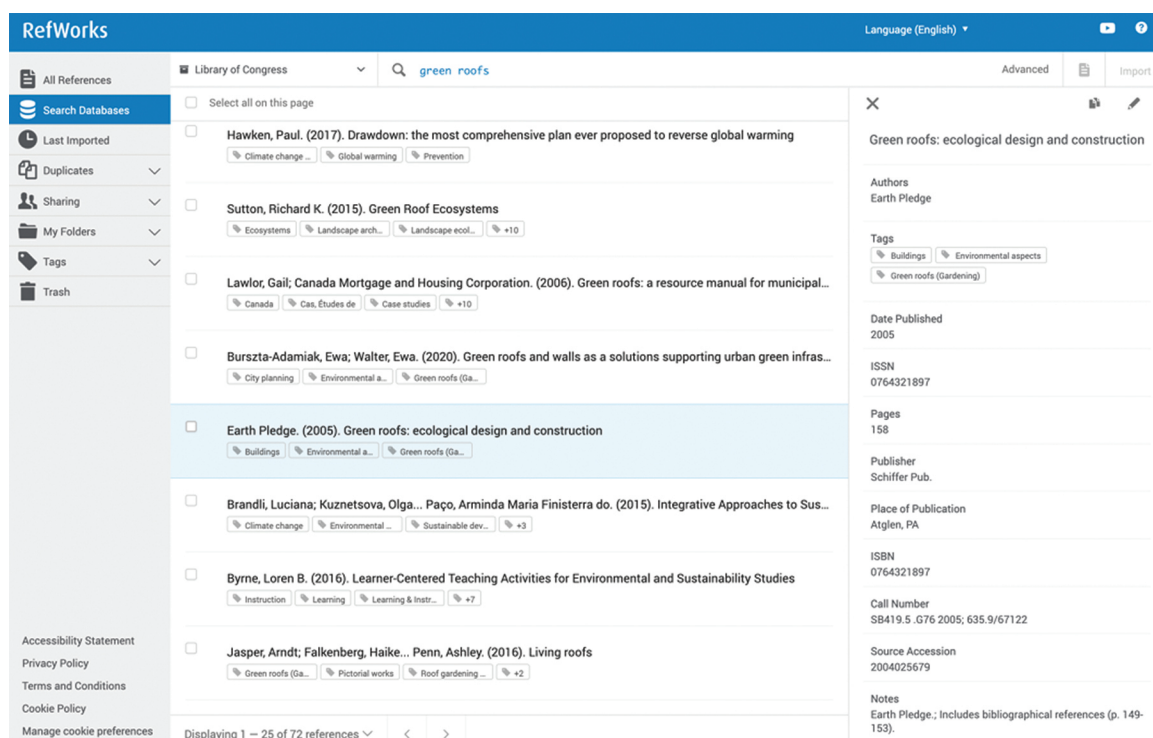 RefWorks
Language (English)
All References
Search Databases
Last Imported
Duplicates
Sharing
My Folders
Tags
Trash
Accessibility Statement
Privacy Policy
Terms and Conditions
Cookie Policy
Manage cookie preferences
Library of Congress
green roofs
Advanced
Import
Select all on this page
Hawken, Paul. (2017). Drawdown: the most comprehensive plan ever proposed to reverse global warming
Climate change ... Global warming Prevention
Sutton, Richard K. (2015). Green Roof Ecosystems
Ecosystems Landscape arch... Landscape ecol... +10
Lawlor, Gail; Canada Mortgage and Housing Corporation. (2006). Green roofs: a resource manual for municipal...
Canada Cas, Études de Case studies +10
Burszta-Adamiak, Ewa; Walter, Ewa. (2020). Green roofs and walls as a solutions supporting urban green infras...
City planning Environmental a... Green roofs (Ga...
Earth Pledge. (2005). Green roofs: ecological design and construction
Buildings Environmental a... Green roofs (Ga...
Brandli, Luciana; Kuznetsova, Olga... Paço, Arminda Maria Finisterra do. (2015). Integrative Approaches to Sus...
Climate change Environmental ... Sustainable dev... +3
Byrne, Loren B. (2016). Learner-Centered Teaching Activities for Environmental and Sustainability Studies
Instruction Learning Learning & Instr... +7
Jasper, Arndt; Falkenberg, Haike... Penn, Ashley. (2016). Living roofs
Green roofs (Ga... Pictorial works Roof gardening ... +2
Displaying 1 – 25 of 72 references
Green roofs: ecological design and construction
Authors
Earth Pledge
Tags
Buildings Environmental aspects
Green roofs (Gardening)
Date Published
2005
ISSN
0764321897
Pages
158
Publisher
Schiffer Pub.
Place of Publication
Atglen, PA
ISBN
0764321897
Call Number
SB419.5 .G76 2005; 635.9/67122
Source Accession
2004025679
Notes
Earth Pledge.; Includes bibliographical references (p. 149-
153).